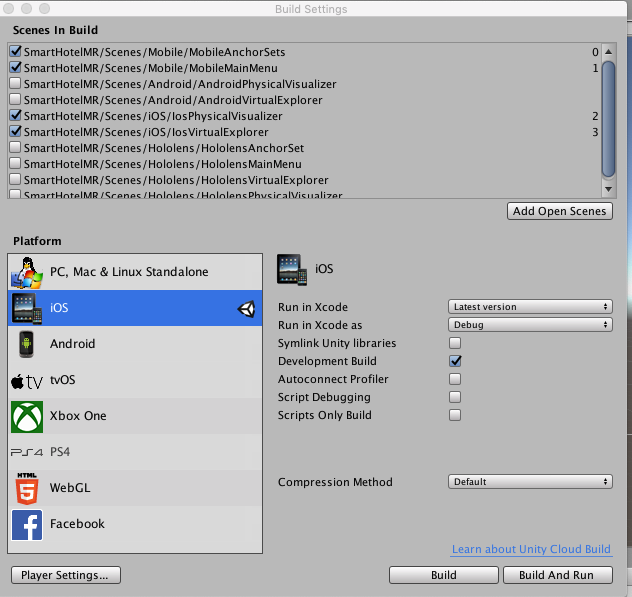 Build Settings
Scenes In Build
SmartHotelMR/Scenes/Mobile/MobileAnchorSets 0
SmartHotelMR/Scenes/Mobile/MobileMainMenu 1
SmartHotelMR/Scenes/Android/AndroidPhysicalVisualizer
SmartHotelMR/Scenes/Android/AndroidVirtualExplorer
SmartHotelMR/Scenes/iOS/IosPhysicalVisualizer 2
SmartHotelMR/Scenes/iOS/IosVirtualExplorer 3
SmartHotelMR/Scenes/Hololens/HololensAnchorSet
SmartHotelMR/Scenes/Hololens/HololensMainMenu
SmartHotelMR/Scenes/Hololens/HololensVirtualExplorer
SmartHotelMR/Scenes/Hololens/HololensPhysicalVisualizer
Add Open Scenes
Platform
PC, Mac & Linux Standalone
iOS
Android
tv tvOS
Xbox One
PS4 PS4
HTML 5 WebGL
f Facebook
iOS
Run in Xcode Latest version
Run in Xcode as Debug
Symlink Unity libraries
Development Build
Autoconnect Profiler
Script Debugging
Scripts Only Build
Compression Method Default
Learn about Unity Cloud Build
Player Settings...
Build
Build And Run